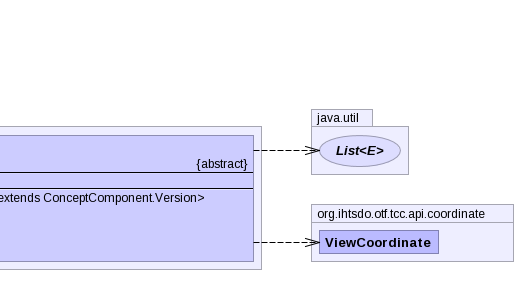 java.util
List<E>
{abstract}
extends ConceptComponent.Version>
org.ihtsdo.otf.tcc.api.coordinate
ViewCoordinate